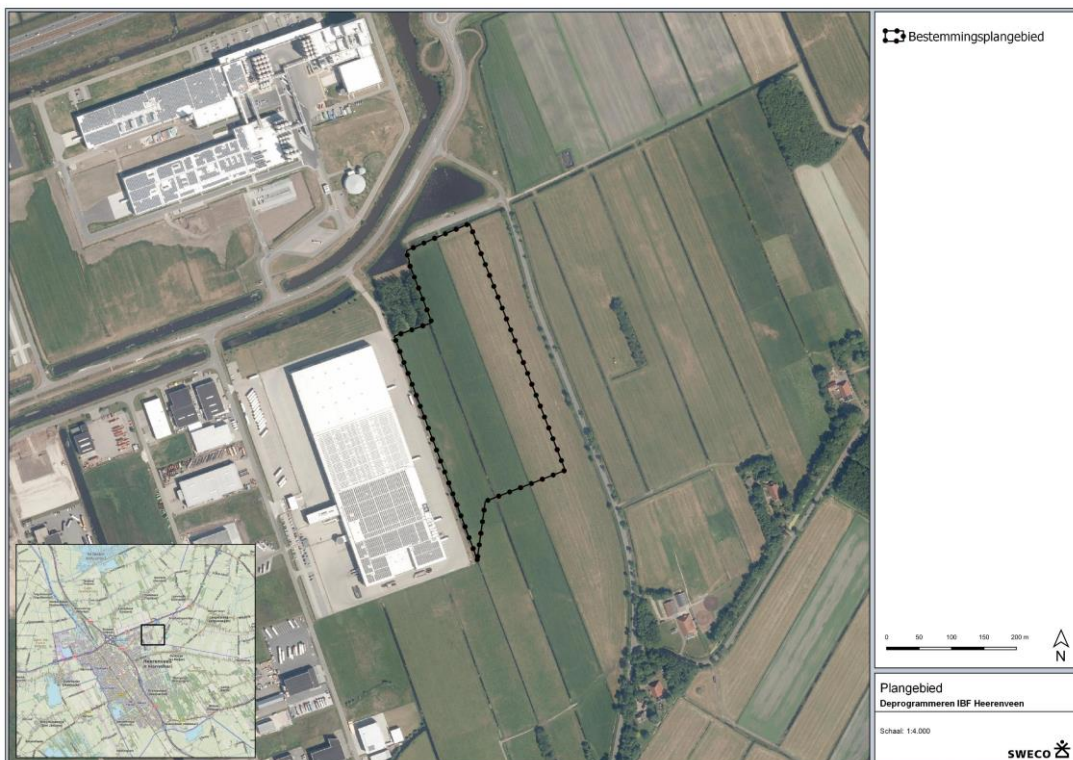 Bestemmingsplangebied
0 50 100 150 200 m
N
Plangebied
Deprogrammeren IBF Heerenveen
Schaal: 1:4.000
SWECO